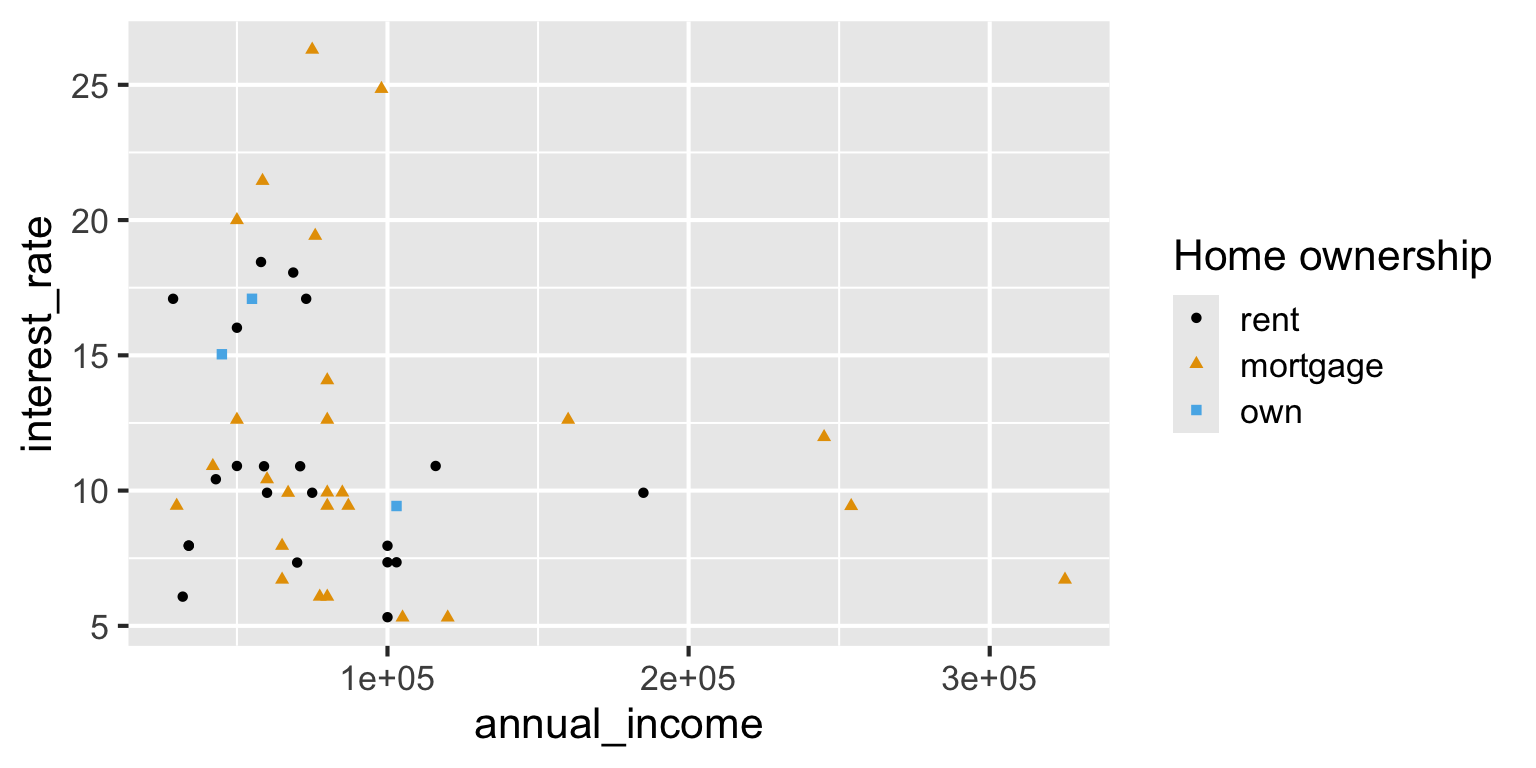 25
20
15
10
5
interest_rate
1e+05 2e+05 3e+05
annual_income
Home ownership
rent
mortgage
own